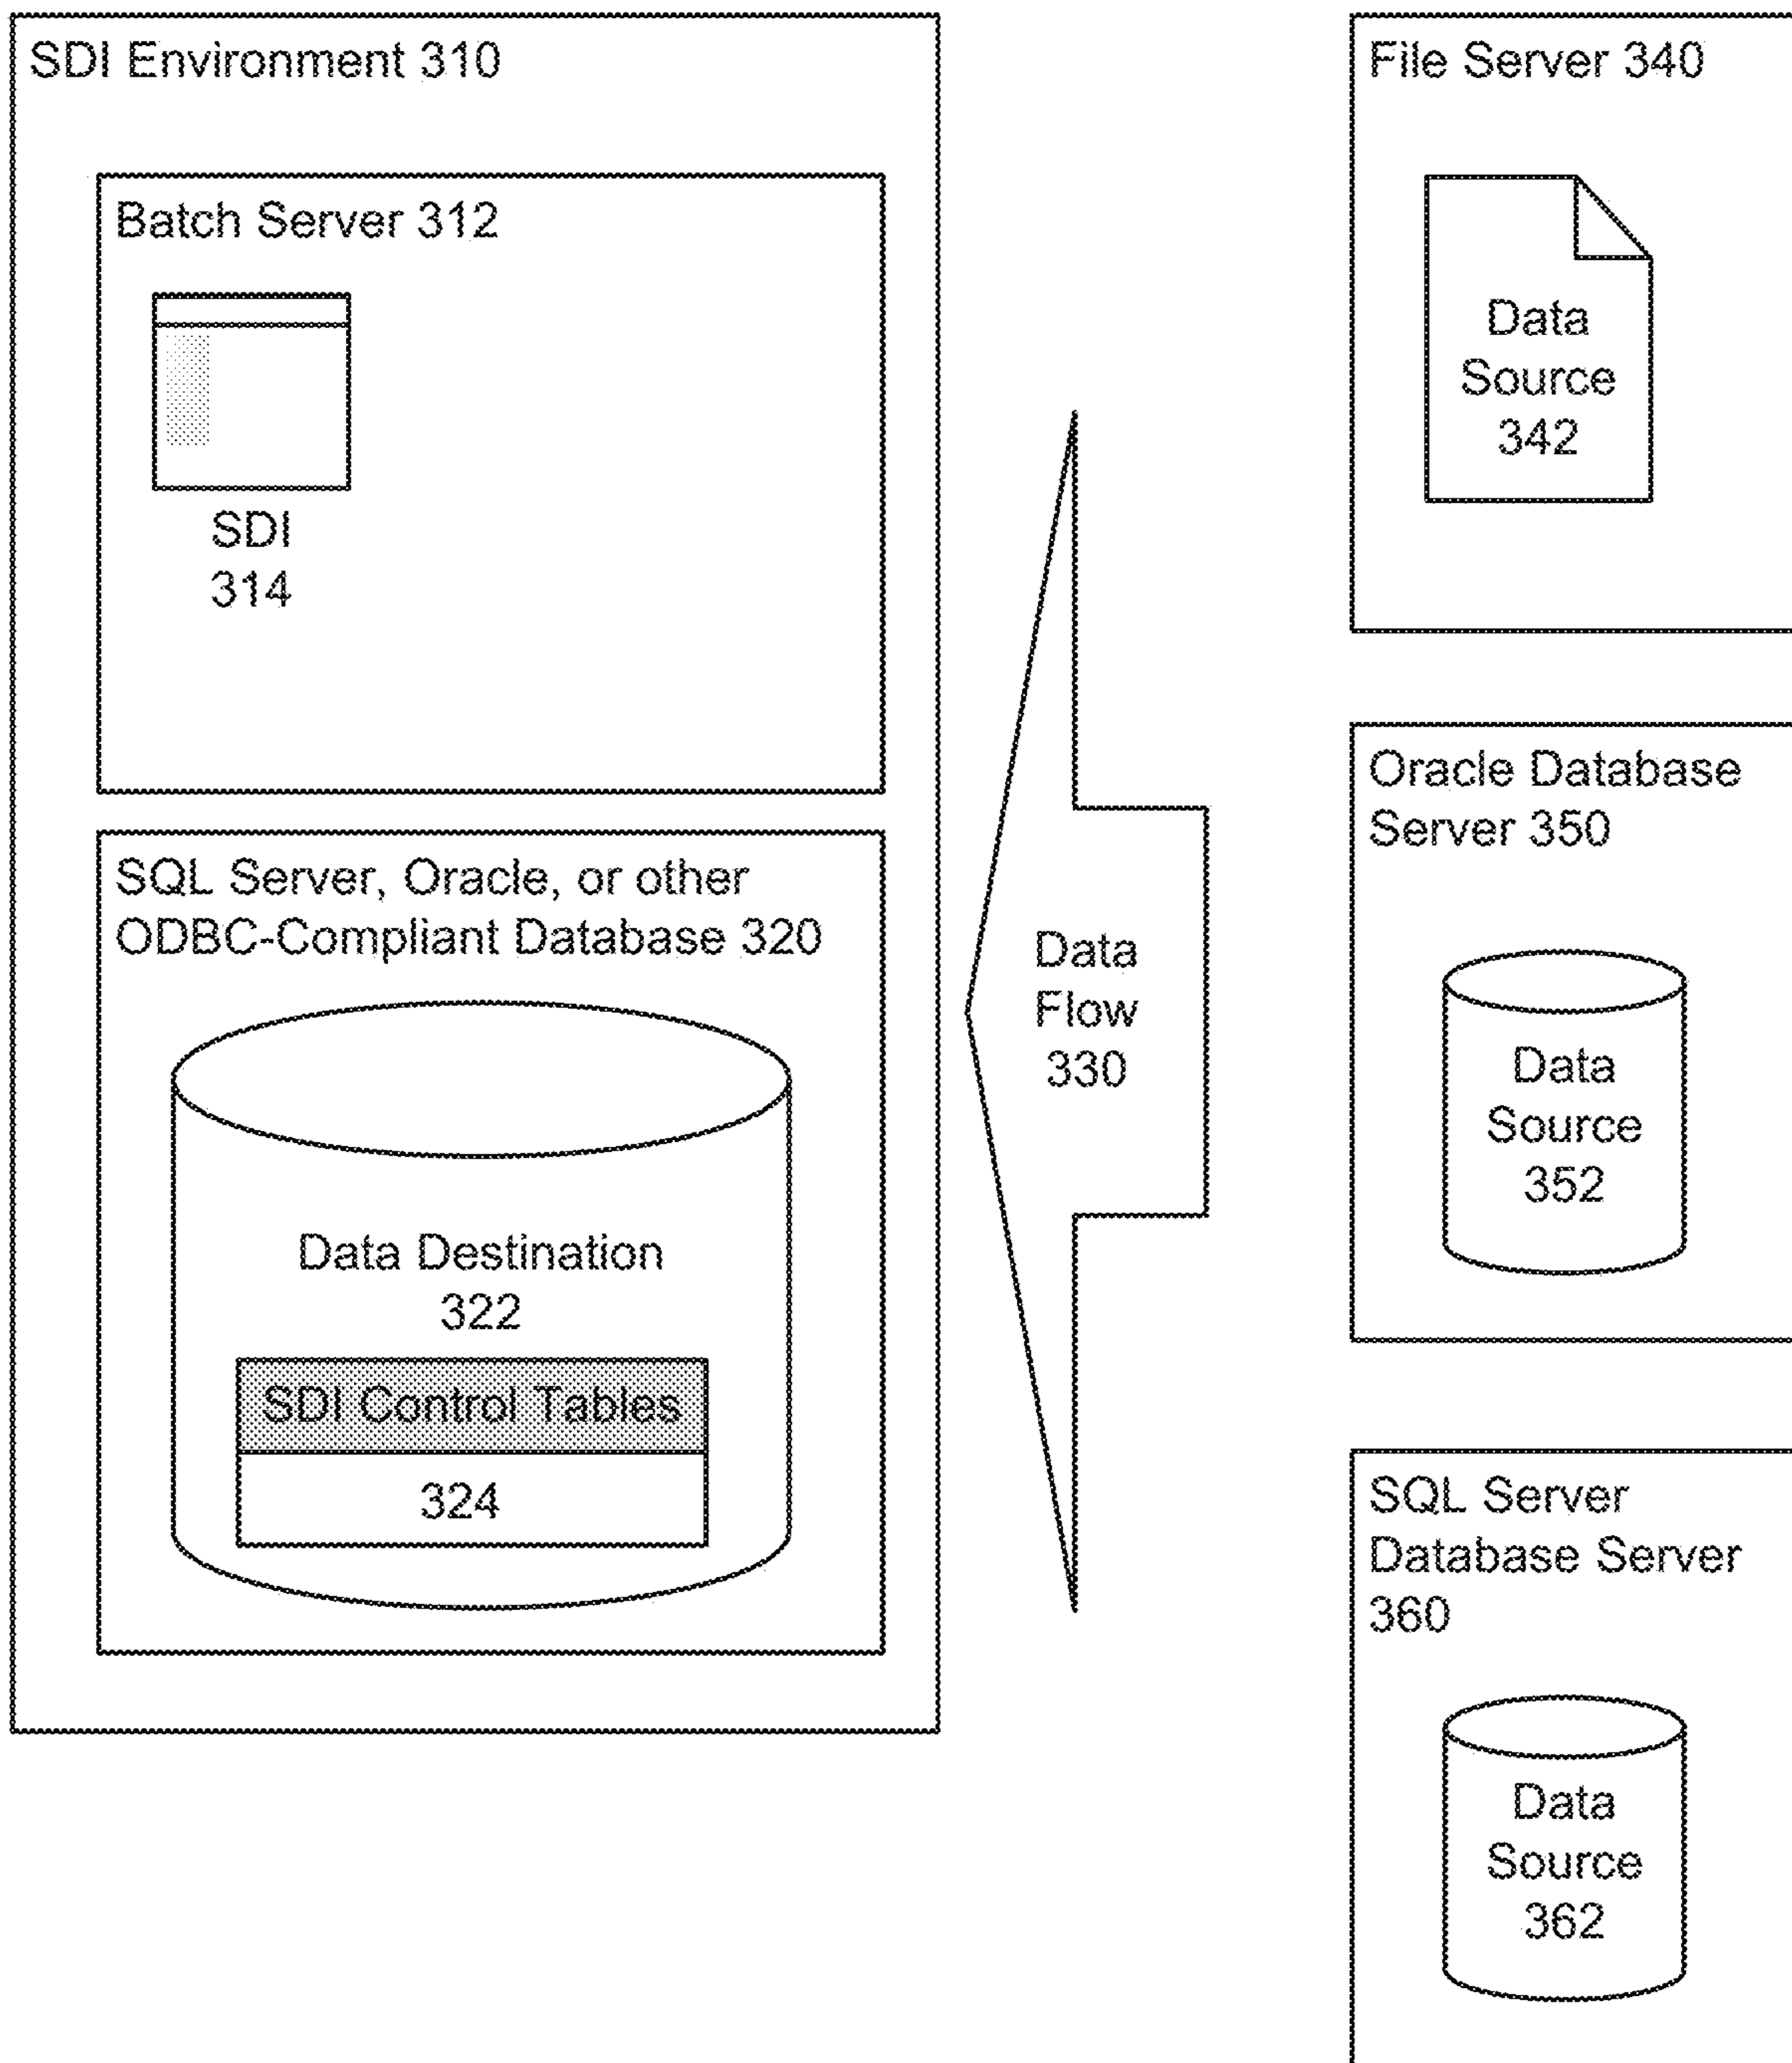 SDI Environment 310
Batch Server 312
SDI
314
SQL Server, Oracle, or other
ODBC-Compliant Database 320
Data Destination
322
SDI Control Tables
324
Data
Flow
330
File Server 340
Data
Source
342
Oracle Database
Server 350
Data
Source
352
SQL Server
Database Server
360
Data
Source
362